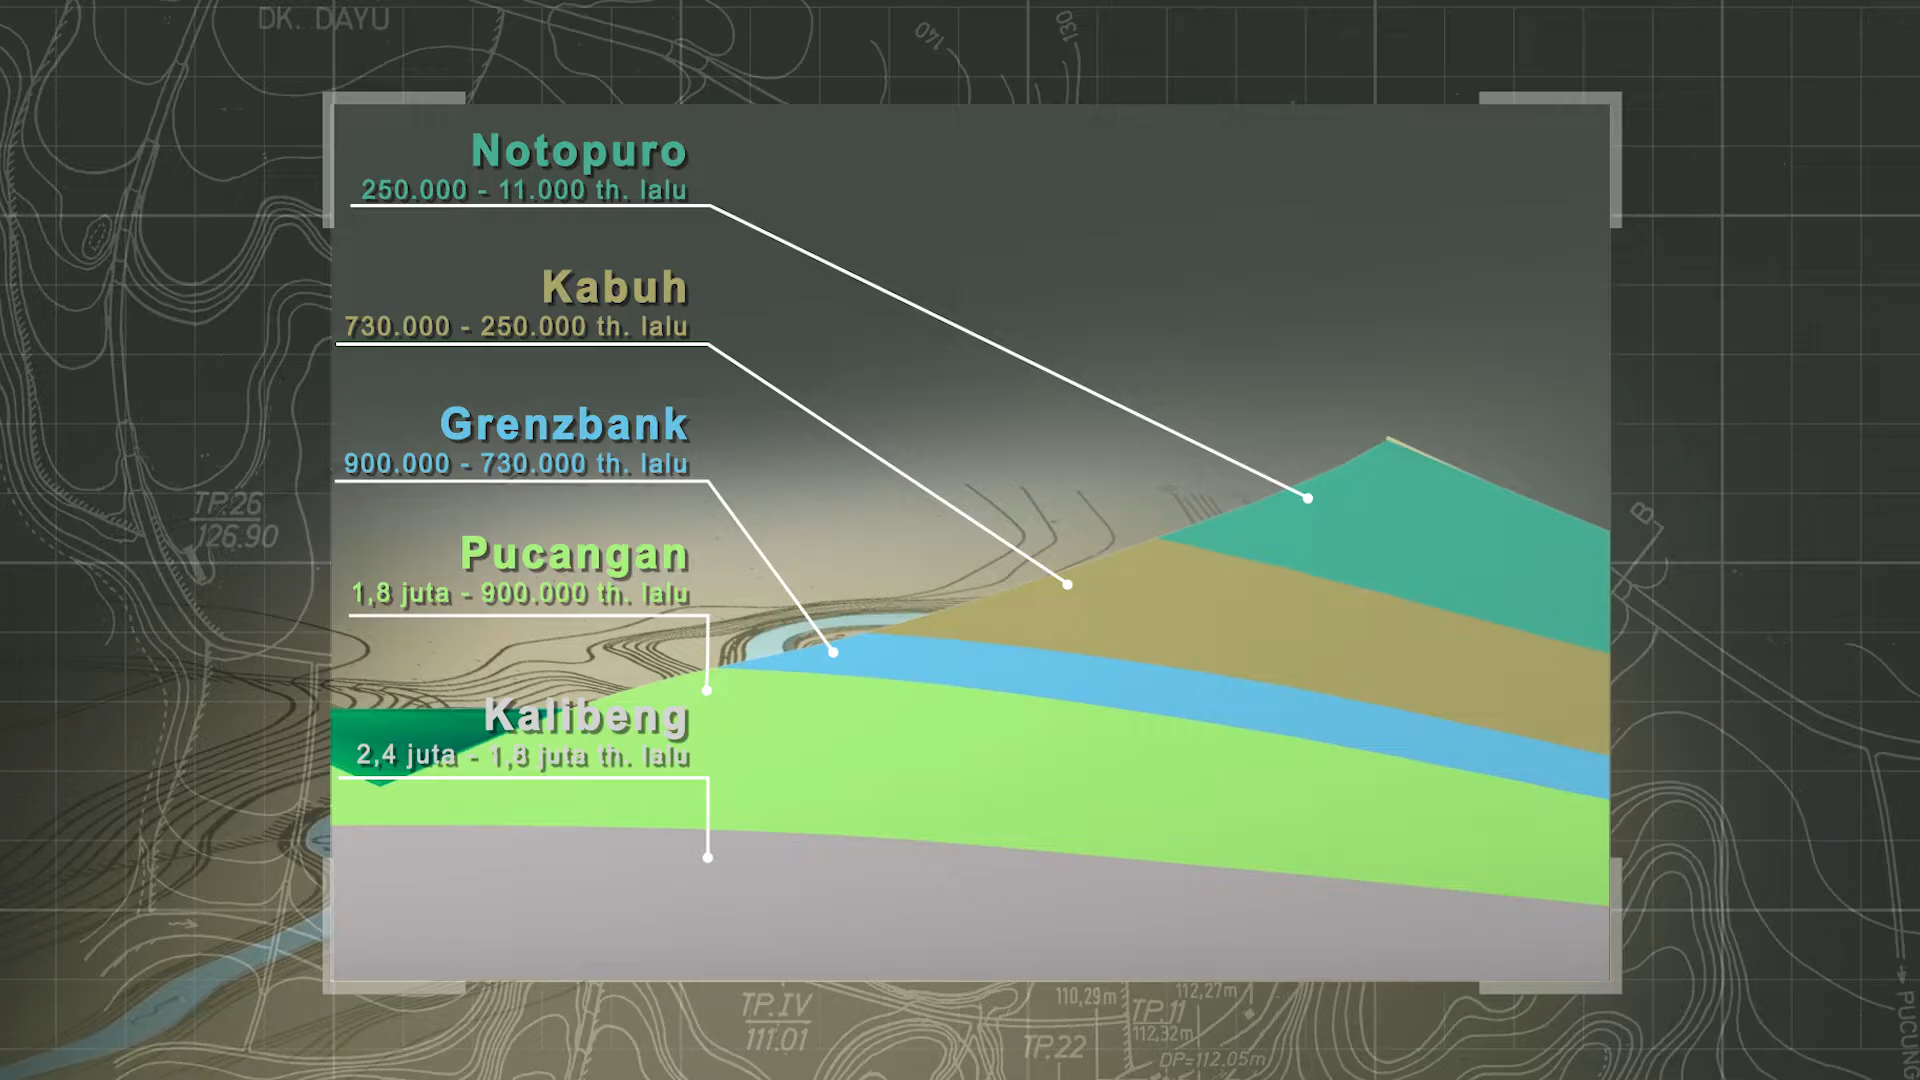 DK. DAYU
140
130
Notopuro
250.000 - 11.000 th. lalu
Kabuh
730.000 - 250.000 th. lalu
Grenzbank
900.000 - 730.000 th. lalu
TP.26
126.90
B
Pucangan
1,8 juta - 900.000 th. lalu
Kalibeng
2,4 juta - 1,8 juta th. lalu
TP.IV
111.01
110,29m
112,27m
TP.11
112,32m
TP.22
DP=112.05m
PUCUNG